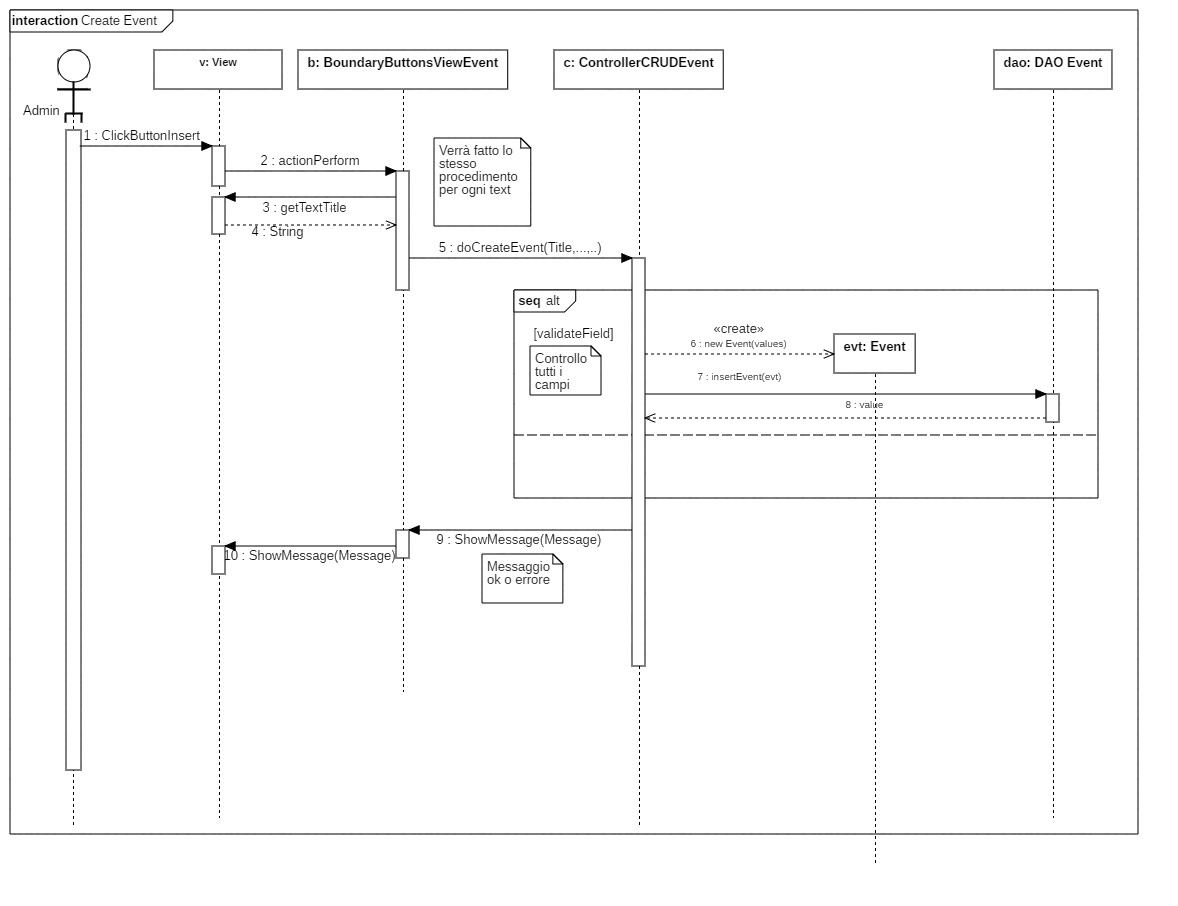 interaction Create Event
v: View
b: BoundaryButtonsViewEvent
c: ControllerCRUDEvent
dao: DAO Event
Admin
1 : ClickButtonInsert
2 : actionPerform
Verrà fatto lo
stesso
procedimento
per ogni text
3 : getTextTitle
4 : String
5 : doCreateEvent(Title,...,..)
seq alt
[validateField]
Controllo
tutti i
campi
«create»
6 : new Event(values)
evt: Event
7 : insertEvent(evt)
8 : value
9 : ShowMessage(Message)
10 : ShowMessage(Message)
Messaggio
ok o errore